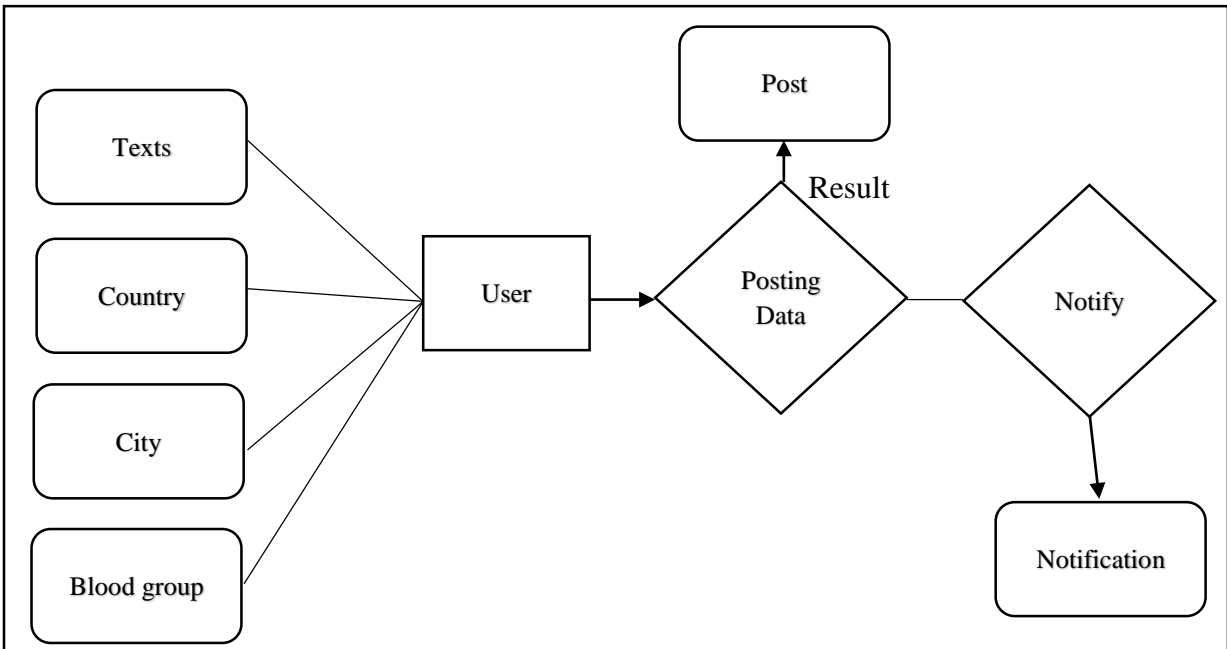 Texts
Country
City
Blood group
User
Post
Result
Posting
Data
Notify
Notification